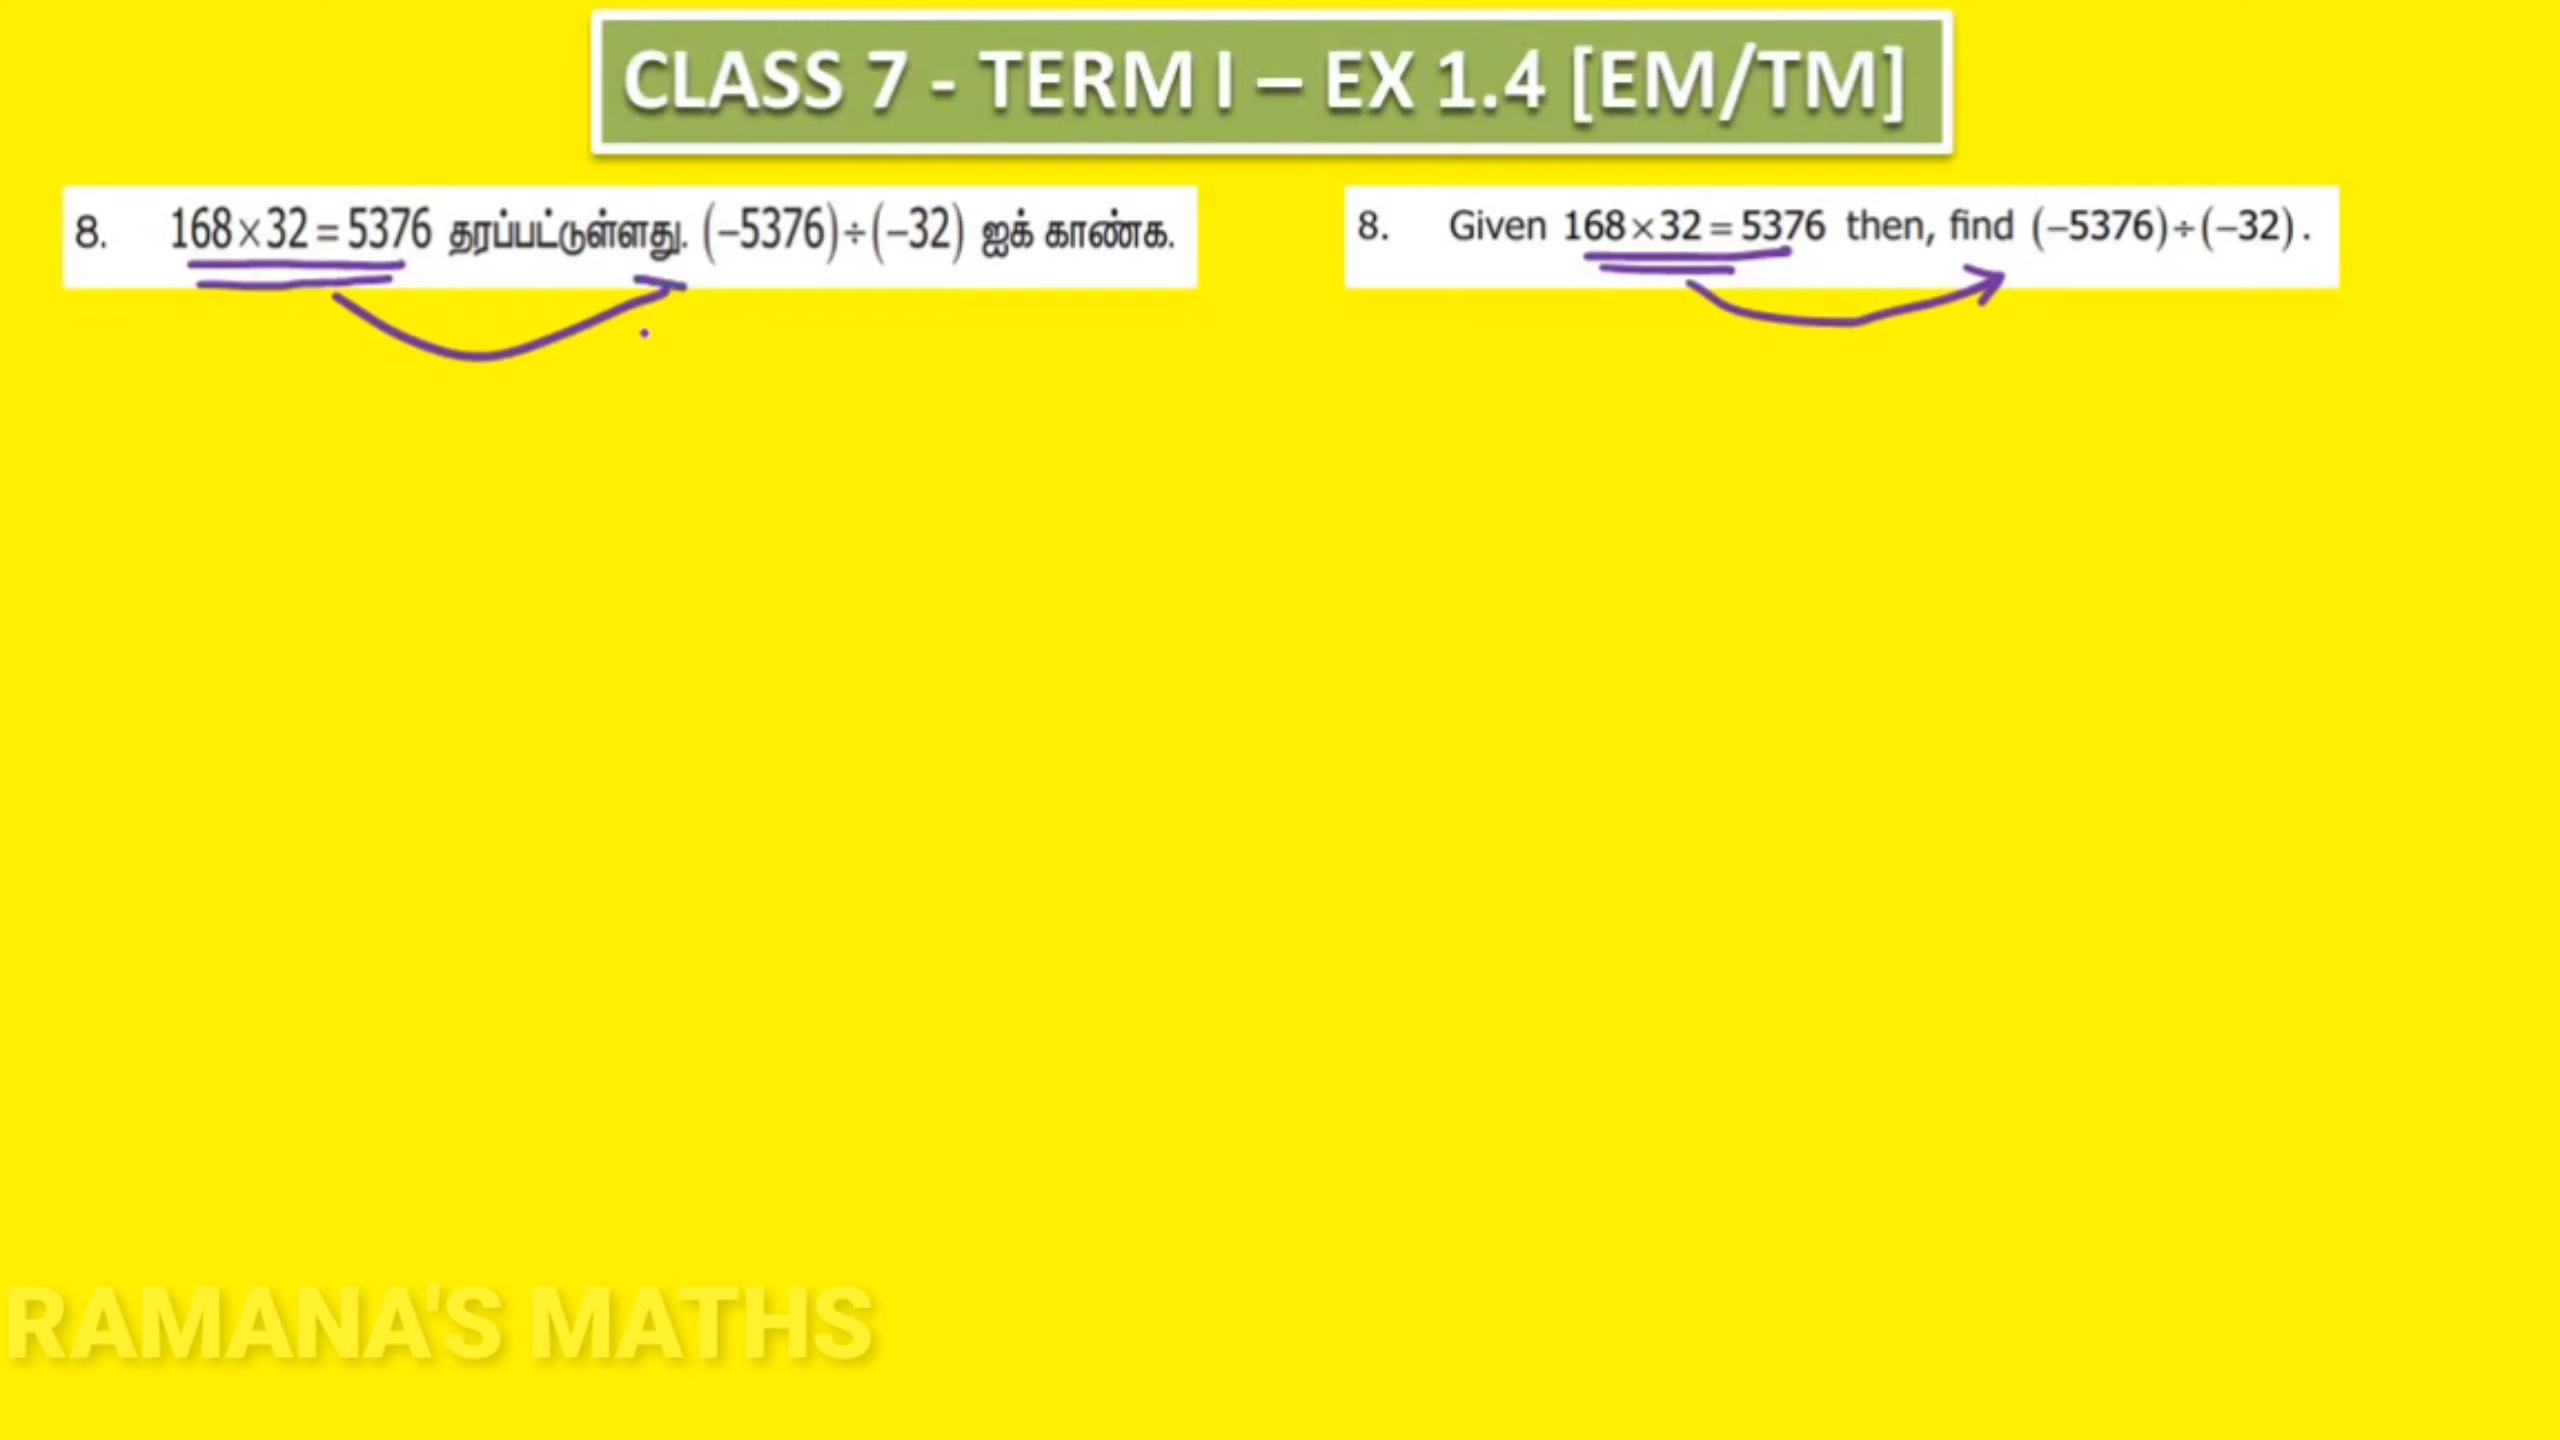 CLASS 7 - TERM I – EX 1.4 [EM/TM]
8. 168×32=5376 தரப்பட்டுள்ளது. (−5376)÷(−32) ஐக் காண்க.
8. Given 168×32=5376 then, find (−5376)÷(−32).
RAMANA'S MATHS